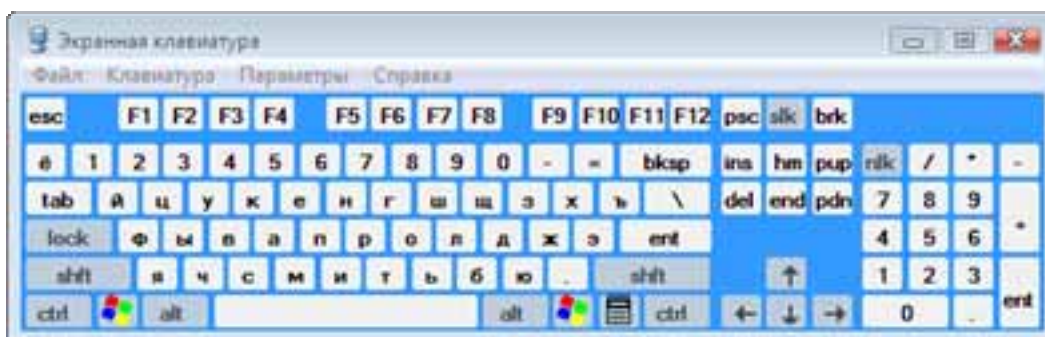 Экранная клавиатура
Файл Клавиатура Параметры Справка
esc F1 F2 F3 F4 F5 F6 F7 F8 F9 F10 F11 F12 psc slk brk
ё 1 2 3 4 5 6 7 8 9 0 - = bksp ins hm pup nlk / * -
tab й ц у к е н г ш щ з х ъ \ del end pdn 7 8 9 +
lock ф ы в а п р о л д ж э ent 4 5 6
shft я ч с м и т ь б ю . shft ↑ 1 2 3 ent
ctrl alt alt ctrl ← ↓ → 0 .